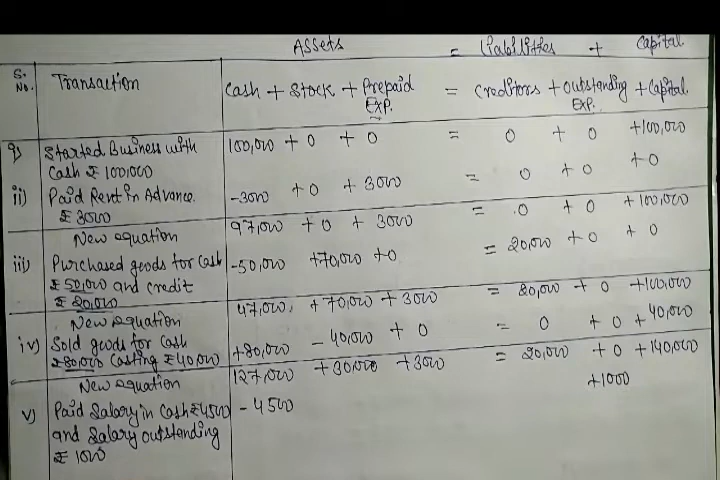 Assets = Liabilities + Capital
S. No. Transaction Cash + Stock + Prepaid Exp. = Creditors + Outstanding Exp. + Capital
i) Started Business with 100,000 + 0 + 0 = 0 + 0 +100,000
Cash ₹ 100,000
ii) Paid Rent in Advance -3000 + 0 + 3000 = 0 + 0 +0
₹ 3000
New equation 97,000 + 0 + 3000 = 0 + 0 + 100,000
iii) Purchased goods for cash -50,000 +70,000 +0 = 20,000 + 0 + 0
₹ 50,000 and credit
₹ 20,000
New equation 47,000, + 70,000 + 3000 = 20,000 + 0 +100,000
iv) Sold goods for cash +80,000 - 40,000 + 0 = 0 + 0 + 40,000
₹80,000 Costing ₹40,000
New equation 127,000 + 30,000 + 3000 = 20,000 + 0 + 140,000
v) Paid Salary in Cash ₹4500 - 4500 +1000
and Salary outstanding
₹ 1000